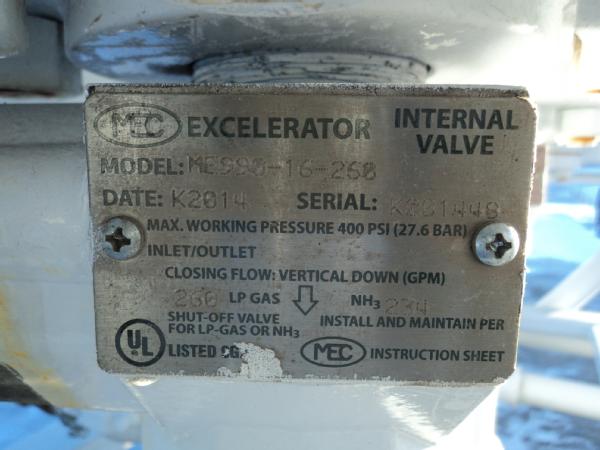 MEC EXCELERATOR INTERNAL VALVE
MODEL: ME990-16-260
DATE: K2014 SERIAL:
MAX. WORKING PRESSURE 400 PSI (27.6 BAR)
INLET/OUTLET
CLOSING FLOW: VERTICAL DOWN (GPM)
260 LP GAS NH3 234
SHUT-OFF VALVE
FOR LP-GAS OR NH3
INSTALL AND MAINTAIN PER
UL LISTED
MEC INSTRUCTION SHEET